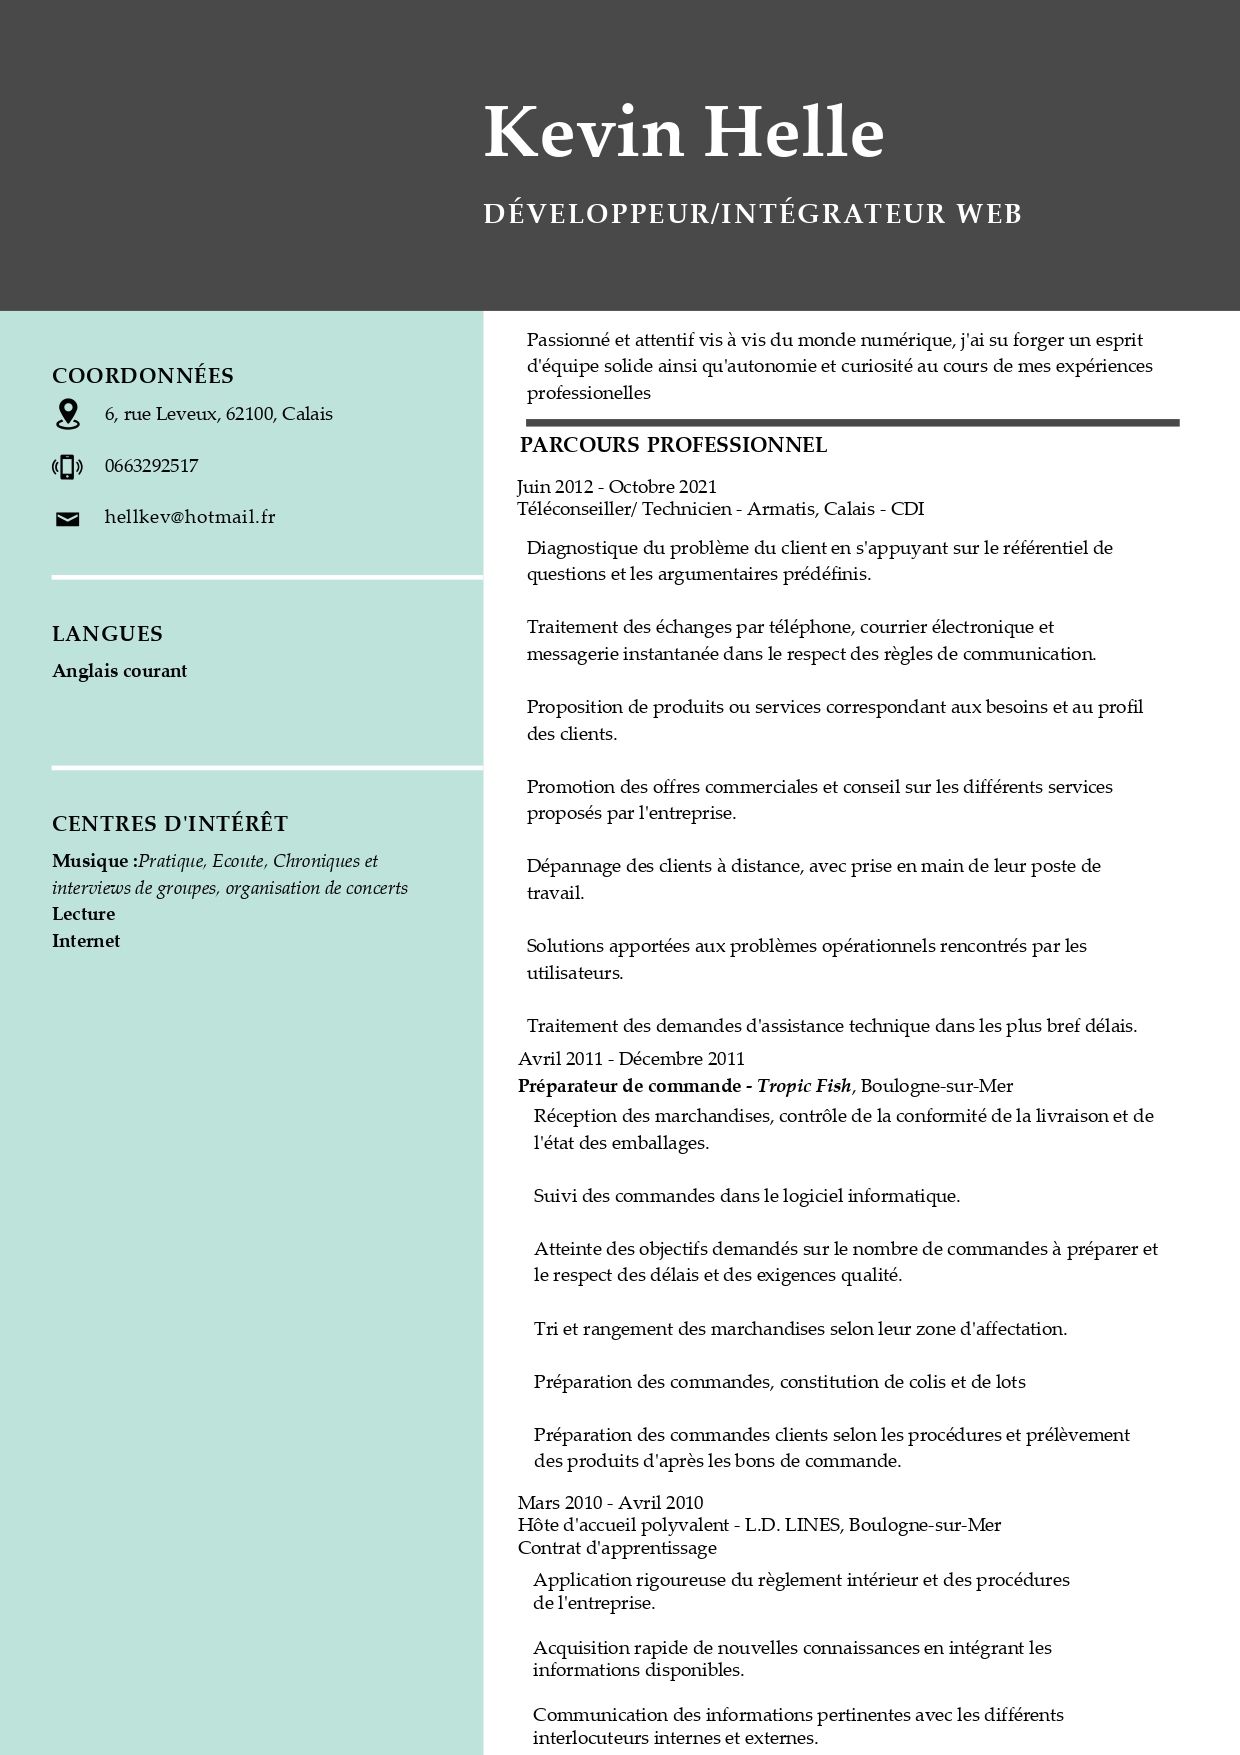 Kevin Helle
DÉVELOPPEUR/INTÉGRATEUR WEB
COORDONNÉES
6, rue Leveux, 62100, Calais
0663292517
hellkev@hotmail.fr
LANGUES
Anglais courant
CENTRES D'INTÉRÊT
Musique :Pratique, Ecoute, Chroniques et
interviews de groupes, organisation de concerts
Lecture
Internet
Passionné et attentif vis à vis du monde numérique, j'ai su forger un esprit
d'équipe solide ainsi qu'autonomie et curiosité au cours de mes expériences
professionelles
PARCOURS PROFESSIONNEL
Juin 2012 - Octobre 2021
Téléconseiller/ Technicien - Armatis, Calais - CDI
Diagnostique du problème du client en s'appuyant sur le référentiel de
questions et les argumentaires prédéfinis.
Traitement des échanges par téléphone, courrier électronique et
messagerie instantanée dans le respect des règles de communication.
Proposition de produits ou services correspondant aux besoins et au profil
des clients.
Promotion des offres commerciales et conseil sur les différents services
proposés par l'entreprise.
Dépannage des clients à distance, avec prise en main de leur poste de
travail.
Solutions apportées aux problèmes opérationnels rencontrés par les
utilisateurs.
Traitement des demandes d'assistance technique dans les plus bref délais.
Avril 2011 - Décembre 2011
Préparateur de commande - Tropic Fish, Boulogne-sur-Mer
Réception des marchandises, contrôle de la conformité de la livraison et de
l'état des emballages.
Suivi des commandes dans le logiciel informatique.
Atteinte des objectifs demandés sur le nombre de commandes à préparer et
le respect des délais et des exigences qualité.
Tri et rangement des marchandises selon leur zone d'affectation.
Préparation des commandes, constitution de colis et de lots
Préparation des commandes clients selon les procédures et prélèvement
des produits d'après les bons de commande.
Mars 2010 - Avril 2010
Hôte d'accueil polyvalent - L.D. LINES, Boulogne-sur-Mer
Contrat d'apprentissage
Application rigoureuse du règlement intérieur et des procédures
de l'entreprise.
Acquisition rapide de nouvelles connaissances en intégrant les
informations disponibles.
Communication des informations pertinentes avec les différents
interlocuteurs internes et externes.